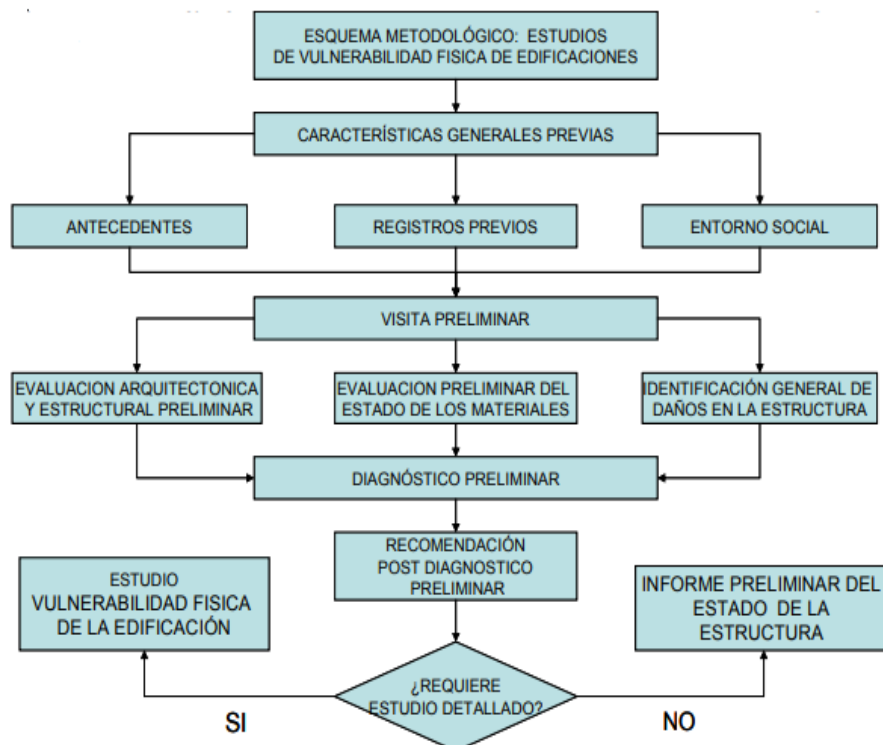 ESQUEMA METODOLÓGICO: ESTUDIOS
DE VULNERABILIDAD FISICA DE EDIFICACIONES
CARACTERÍSTICAS GENERALES PREVIAS
ANTECEDENTES
REGISTROS PREVIOS
ENTORNO SOCIAL
VISITA PRELIMINAR
EVALUACION ARQUITECTONICA
Y ESTRUCTURAL PRELIMINAR
EVALUACION PRELIMINAR DEL
ESTADO DE LOS MATERIALES
IDENTIFICACIÓN GENERAL DE
DAÑOS EN LA ESTRUCTURA
DIAGNÓSTICO PRELIMINAR
RECOMENDACIÓN
POST DIAGNOSTICO
PRELIMINAR
ESTUDIO
VULNERABILIDAD FISICA
DE LA EDIFICACIÓN
INFORME PRELIMINAR DEL
ESTADO DE LA
ESTRUCTURA
¿REQUIERE
ESTUDIO DETALLADO?
SI
NO